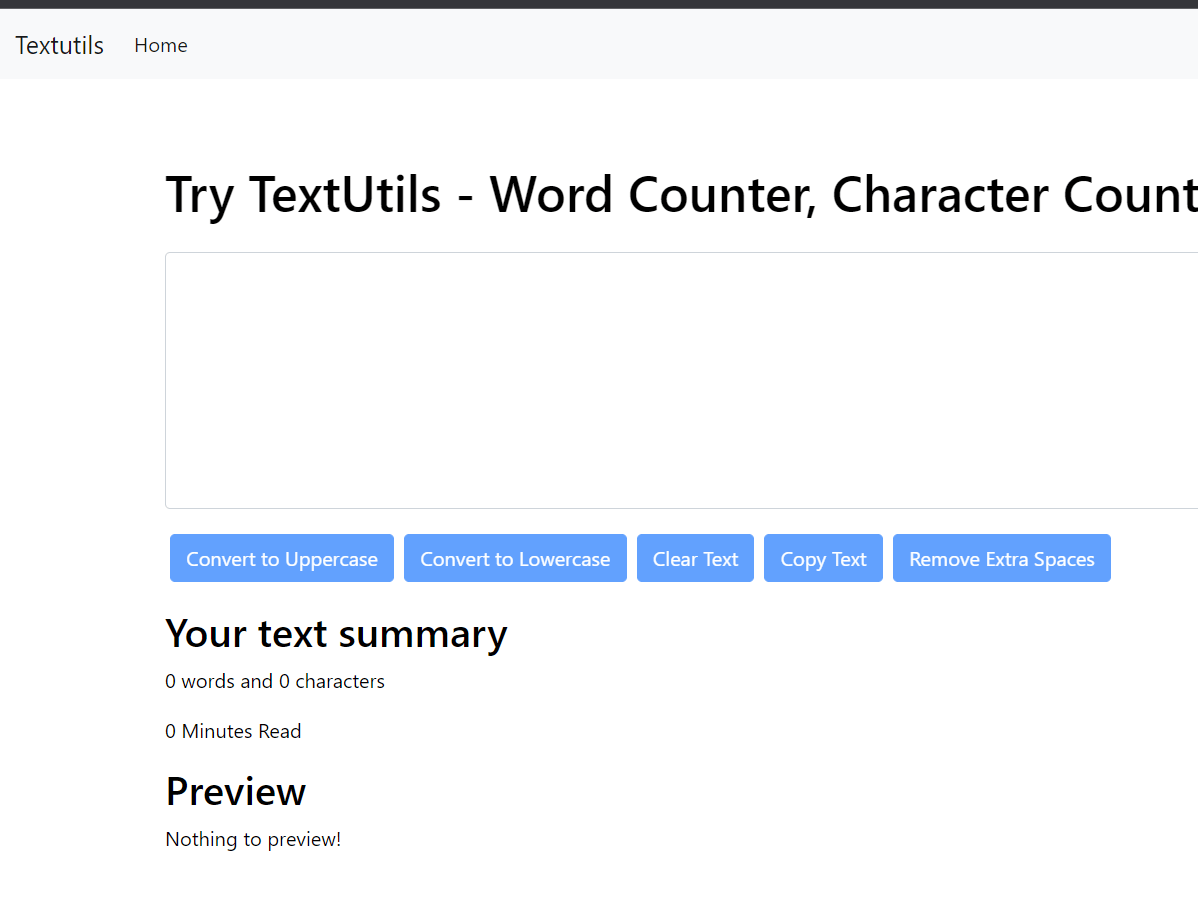 Textutils Home
Try TextUtils - Word Counter, Character Count
Convert to Uppercase Convert to Lowercase Clear Text Copy Text Remove Extra Spaces
Your text summary
0 words and 0 characters
0 Minutes Read
Preview
Nothing to preview!